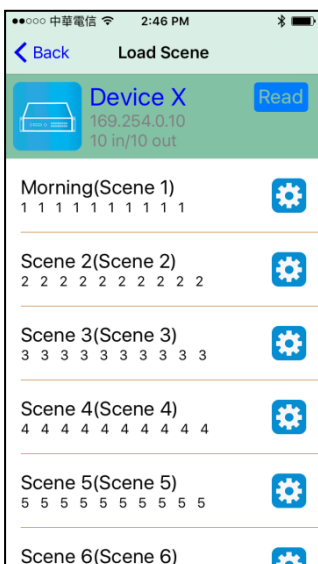 中華電信 2:46 PM
Back Load Scene
Device X Read
169.254.0.10
10 in/10 out
Morning(Scene 1)
1 1 1 1 1 1 1 1 1 1
Scene 2(Scene 2)
2 2 2 2 2 2 2 2 2 2
Scene 3(Scene 3)
3 3 3 3 3 3 3 3 3 3
Scene 4(Scene 4)
4 4 4 4 4 4 4 4 4 4
Scene 5(Scene 5)
5 5 5 5 5 5 5 5 5 5
Scene 6(Scene 6)